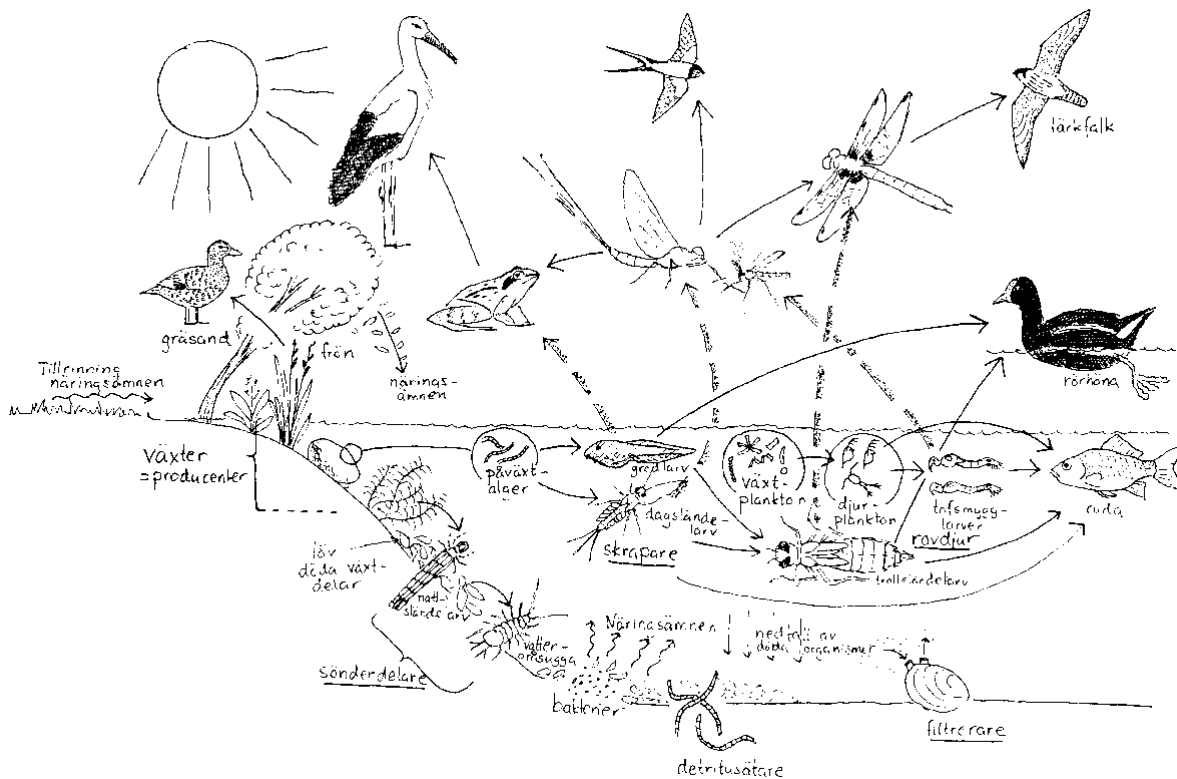 lärkfalk
gräsand
frön
Tillrinning
näringsämnen
närings-
ämnen
rörhöna
växter
=producenter
påväxt-
alger
grodlarv
växt-
plankton
djur-
plankton
tofsmygg-
larver
rovdjur
ruda
dagslände-
larv
skrapare
trollsländelarv
löv
döda växt-
delar
natt-
sländelarv
sönderdelare
vatten-
gråsugga
Näringsämnen
nedfall av
döda organismer
bakterier
filtrerare
detritusätare